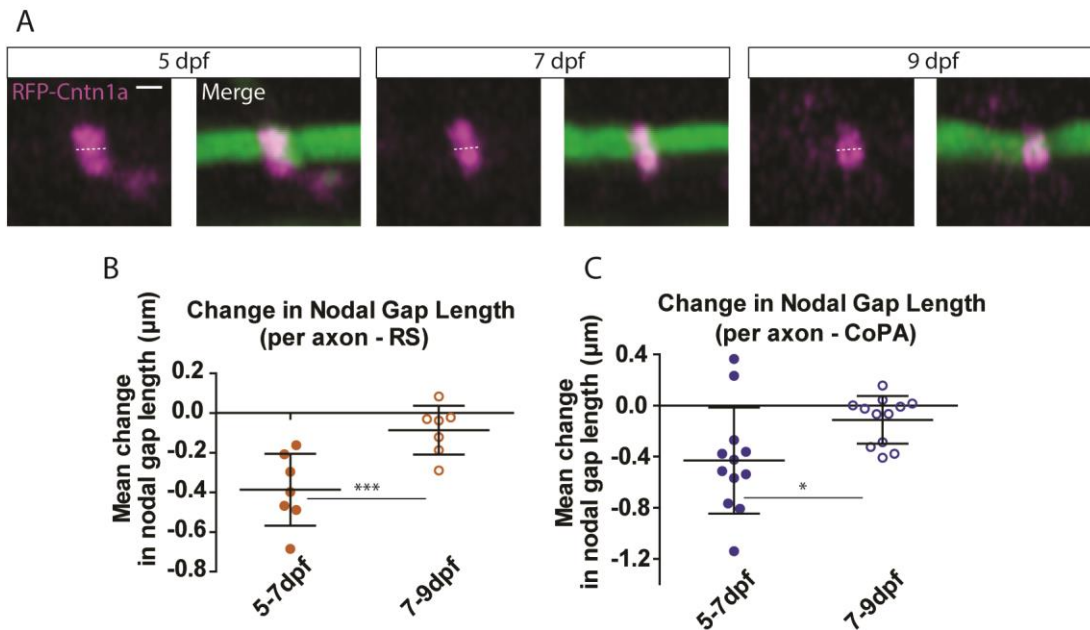 A
5 dpf
7 dpf
9 dpf
RFP-Cntn1a
Merge
B
Change in Nodal Gap Length
(per axon - RS)
Mean change
in nodal gap length (µm)
0.2
0.0
-0.2
-0.4
-0.6
-0.8
***
5-7dpf
7-9dpf
C
Change in Nodal Gap Length
(per axon - CoPA)
Mean change
in nodal gap length (µm)
0.4
0.0
-0.4
-0.8
-1.2
*
5-7dpf
7-9dpf